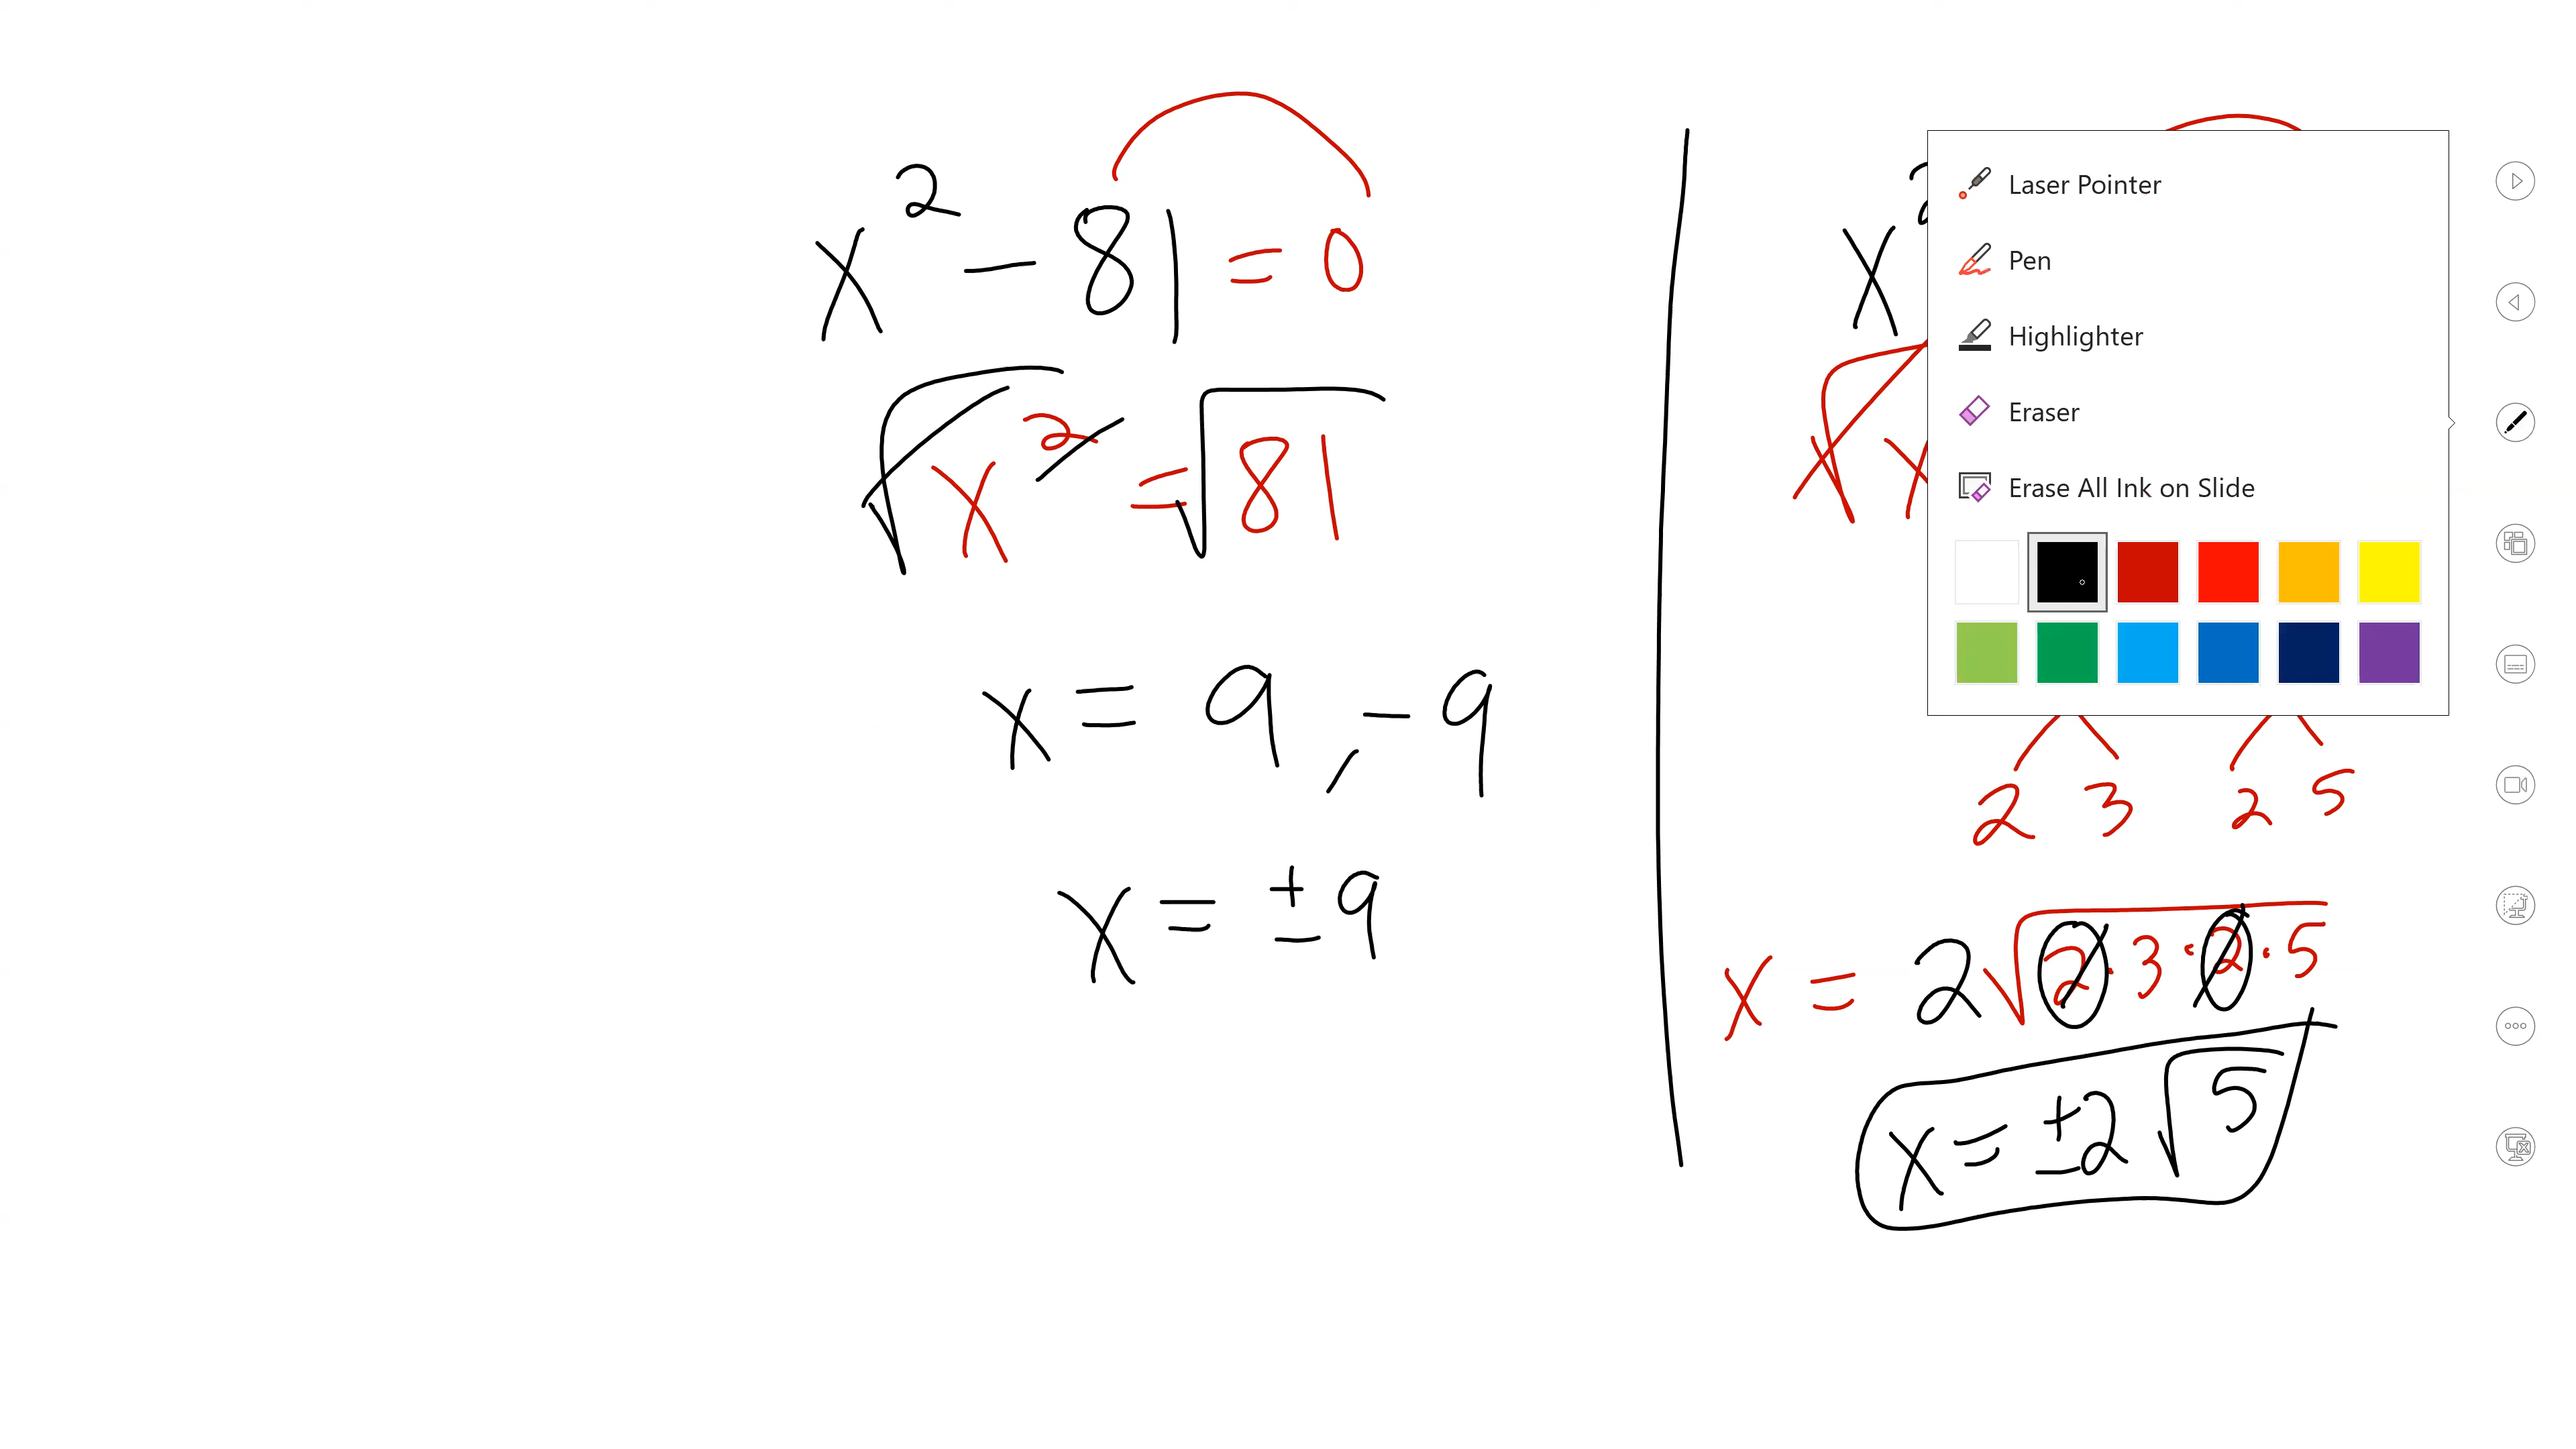 x² - 81 = 0
√x² = √81
x = 9, -9
x = ±9
x²
x
2 3 2 5
x = 2√2·3·2·5
x = ±2√5
Laser Pointer
Pen
Highlighter
Eraser
Erase All Ink on Slide